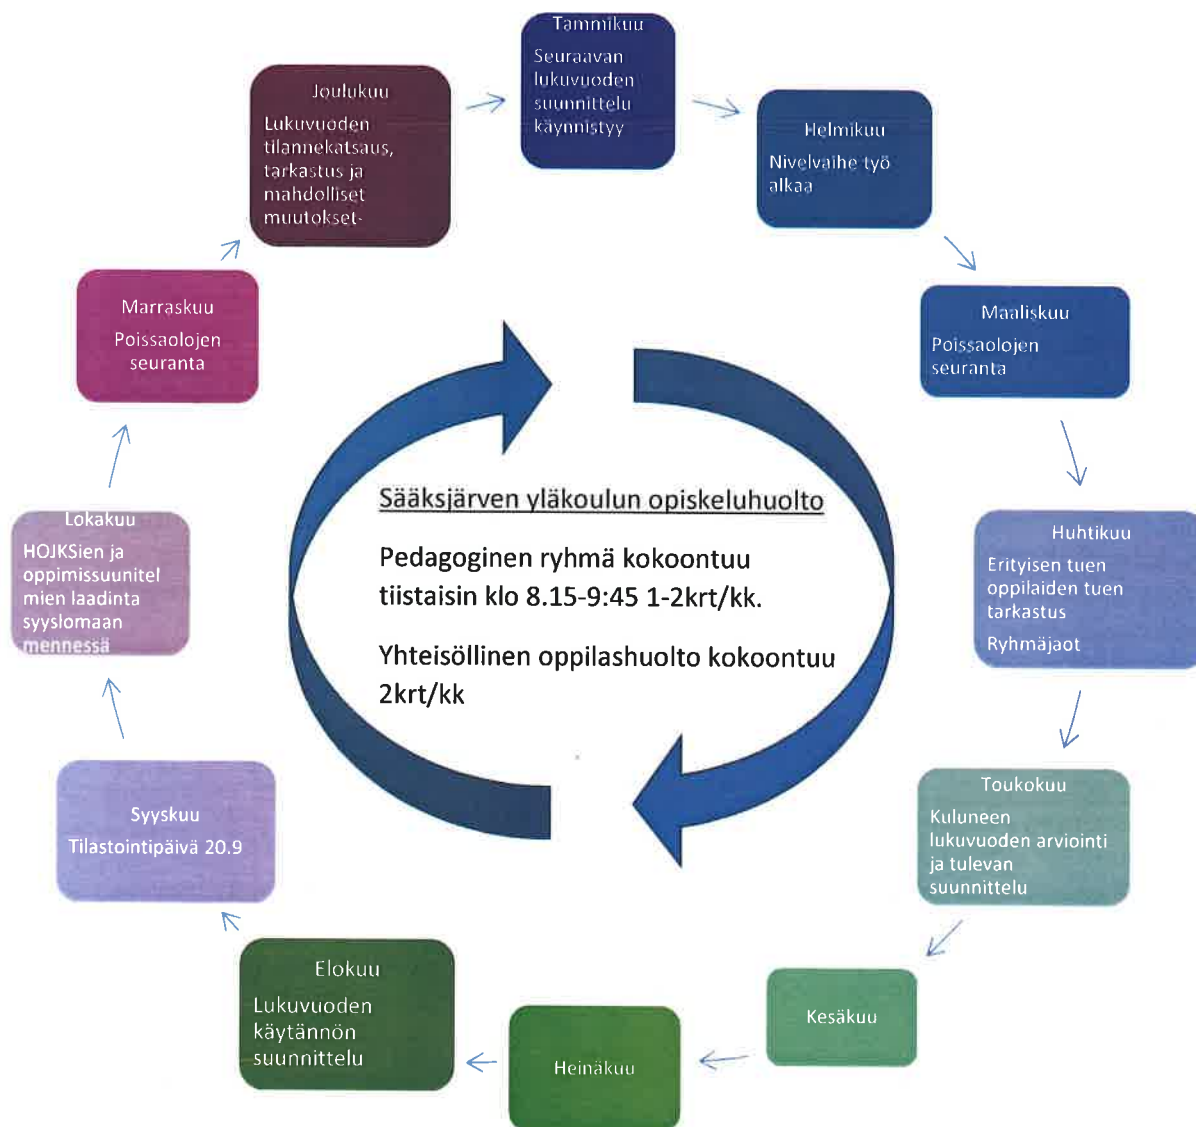 Tammikuu
Seuraavan
lukuvuoden
suunnittelu
käynnistyy
Helmikuu
Nivelvaihe työ
alkaa
Maaliskuu
Poissaolojen
seuranta
Huhtikuu
Erityisen tuen
oppilaiden tuen
tarkastus
Ryhmäjaot
Toukokuu
Kuluneen
lukuvuoden arviointi
ja tulevan
suunnittelu
Kesäkuu
Heinäkuu
Elokuu
Lukuvuoden
käytännön
suunnittelu
Syyskuu
Tilastointipäivä 20.9
Lokakuu
HOJKSien ja
oppimissuunitel
mien laadinta
syyslomaan
mennessä
Marraskuu
Poissaolojen
seuranta
Joulukuu
Lukuvuoden
tilannekatsaus,
tarkastus ja
mahdolliset
muutokset-
Sääksjärven yläkoulun opiskeluhuolto
Pedagoginen ryhmä kokoontuu
tiistaisin klo 8.15-9:45 1-2krt/kk.
Yhteisöllinen oppilashuolto kokoontuu
2krt/kk